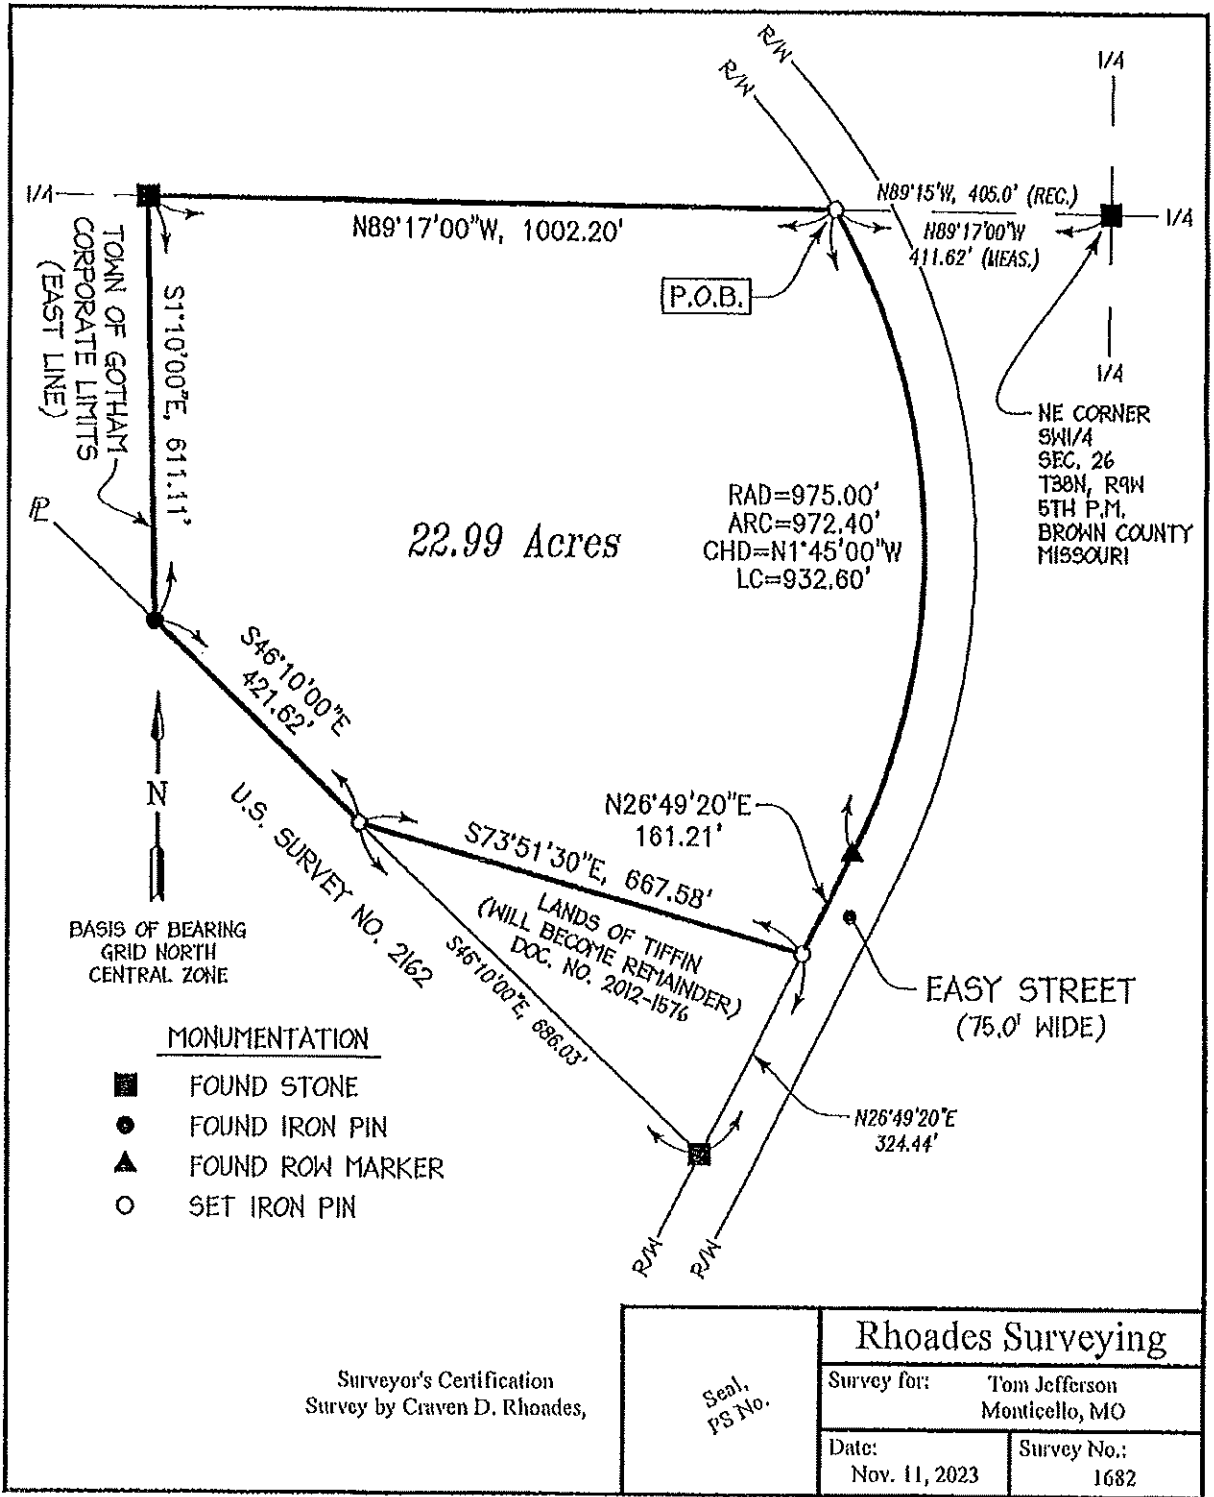 R/W
R/W
1/4
1/4
1/4
1/4
N89°15'W, 405.0' (REC.)
N89°17'00"W
411.62' (MEAS.)
N89°17'00"W, 1002.20'
P.O.B.
TOWN OF GOTHAM
CORPORATE LIMITS
(EAST LINE)
S1°10'00"E, 611.11'
NE CORNER
SW1/4
SEC. 26
T38N, R9W
5TH P.M.
BROWN COUNTY
MISSOURI
PL
22.99 Acres
RAD=975.00'
ARC=972.40'
CHD=N1°45'00"W
LC=932.60'
S46°10'00"E
421.62'
N
BASIS OF BEARING
GRID NORTH
CENTRAL ZONE
U.S. SURVEY NO. 2162
N26°49'20"E
161.21'
S73°51'30"E, 667.58'
LANDS OF TIFFIN
(WILL BECOME REMAINDER)
DOC. NO. 2012-1576
S46°10'00"E, 686.03'
EASY STREET
(75.0' WIDE)
N26°49'20"E
324.44'
R/W
R/W
MONUMENTATION
FOUND STONE
FOUND IRON PIN
FOUND ROW MARKER
SET IRON PIN
Surveyor's Certification
Survey by Craven D. Rhoades,
Seal,
PS No.
Rhoades Surveying
Survey for: Tom Jefferson
Monticello, MO
Date:
Nov. 11, 2023
Survey No.:
1682